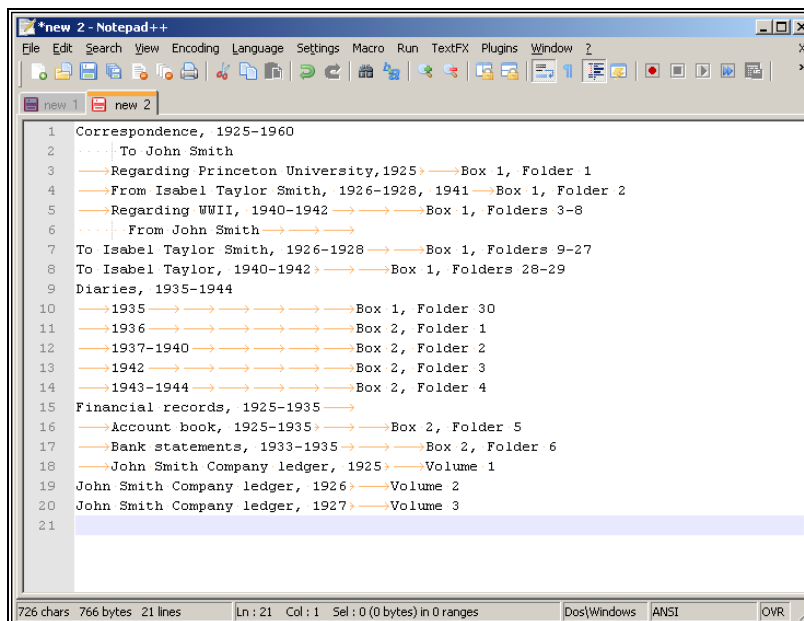 *new 2 - Notepad++
File Edit Search View Encoding Language Settings Macro Run TextFX Plugins Window ? X
new 1 new 2
1 Correspondence, 1925-1960
2 To John Smith
3 Regarding Princeton University,1925 Box 1, Folder 1
4 From Isabel Taylor Smith, 1926-1928, 1941 Box 1, Folder 2
5 Regarding WWII, 1940-1942 Box 1, Folders 3-8
6 From John Smith
7 To Isabel Taylor Smith, 1926-1928 Box 1, Folders 9-27
8 To Isabel Taylor, 1940-1942 Box 1, Folders 28-29
9 Diaries, 1935-1944
10 1935 Box 1, Folder 30
11 1936 Box 2, Folder 1
12 1937-1940 Box 2, Folder 2
13 1942 Box 2, Folder 3
14 1943-1944 Box 2, Folder 4
15 Financial records, 1925-1935
16 Account book, 1925-1935 Box 2, Folder 5
17 Bank statements, 1933-1935 Box 2, Folder 6
18 John Smith Company ledger, 1925 Volume 1
19 John Smith Company ledger, 1926 Volume 2
20 John Smith Company ledger, 1927 Volume 3
21
726 chars 766 bytes 21 lines Ln : 21 Col : 1 Sel : 0 (0 bytes) in 0 ranges Dos\Windows ANSI OVR